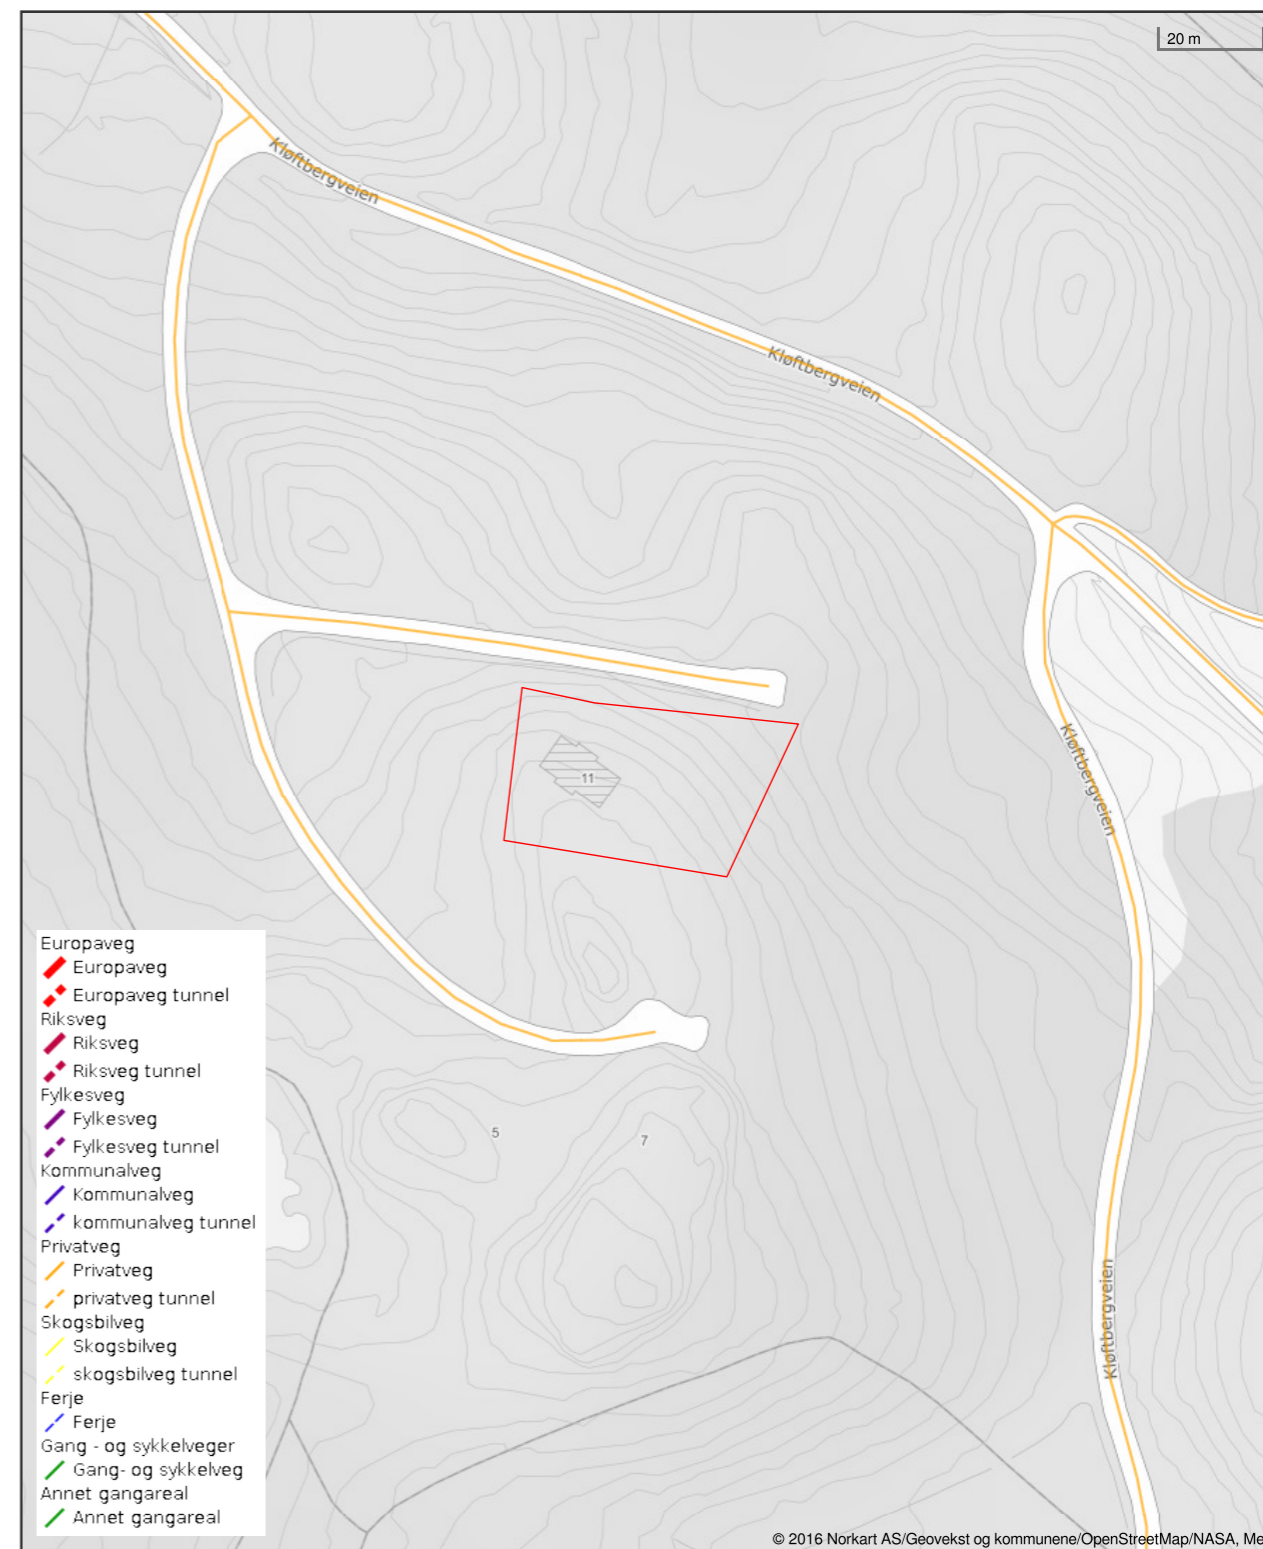 20 m
Kløftbergveien
Kløftbergveien
Kløftbergveien
11
Europaveg
Europaveg
Europaveg tunnel
Riksveg
Riksveg
Riksveg tunnel
Fylkesveg
Fylkesveg
Fylkesveg tunnel
Kommunalveg
Kommunalveg
kommunalveg tunnel
Privatveg
Privatveg
privatveg tunnel
Skogsbilveg
Skogsbilveg
skogsbilveg tunnel
Ferje
Ferje
Gang - og sykkelveger
Gang- og sykkelveg
Annet gangareal
Annet gangareal
5
7
Kløftbergveien
© 2016 Norkart AS/Geovekst og kommunene/OpenStreetMap/NASA, Me